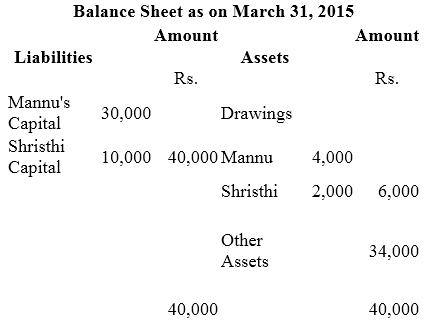 Balance Sheet as on March 31, 2015
Amount Amount
Liabilities Assets
Rs. Rs.
Mannu's Capital 30,000 Drawings
Shristhi Capital 10,000 40,000 Mannu 4,000
Shristhi 2,000 6,000
Other Assets 34,000
40,000 40,000